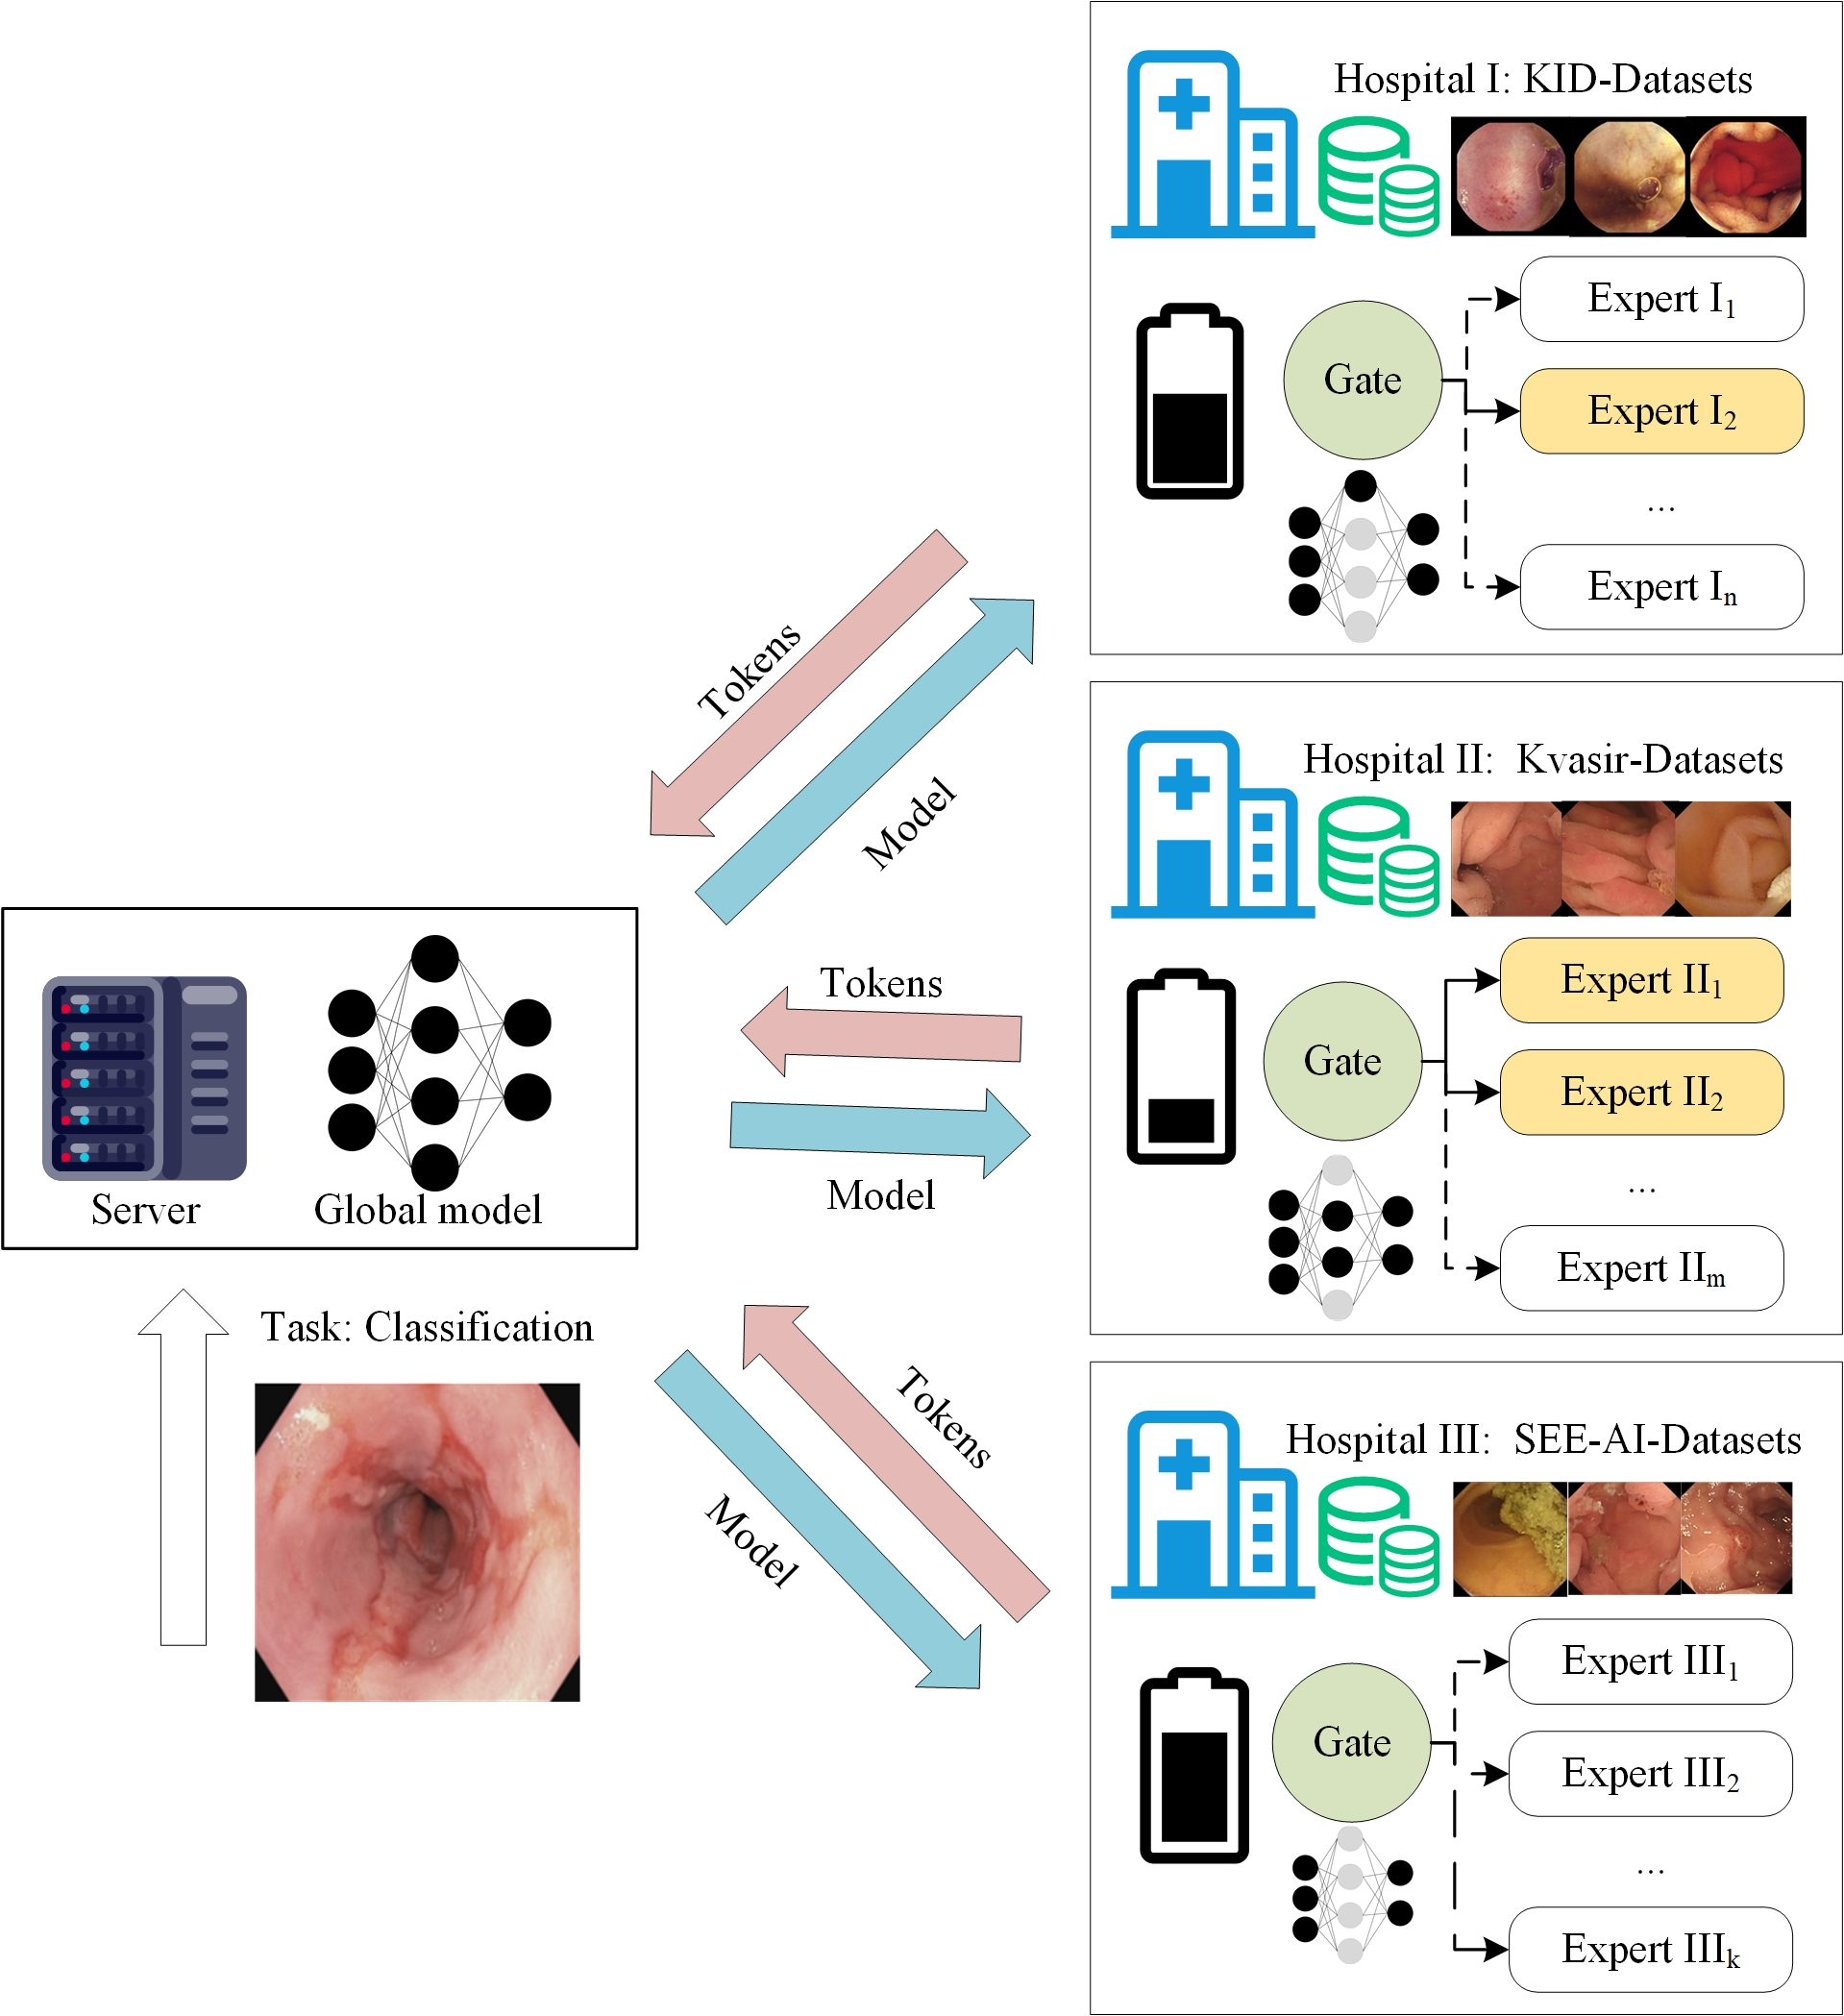 Hospital I: KID-Datasets
Gate
Expert I1
Expert I2
...
Expert In
Tokens
Model
Hospital II: Kvasir-Datasets
Gate
Expert II1
Expert II2
...
Expert IIm
Tokens
Model
Server
Global model
Task: Classification
Tokens
Model
Hospital III: SEE-AI-Datasets
Gate
Expert III1
Expert III2
...
Expert IIIk